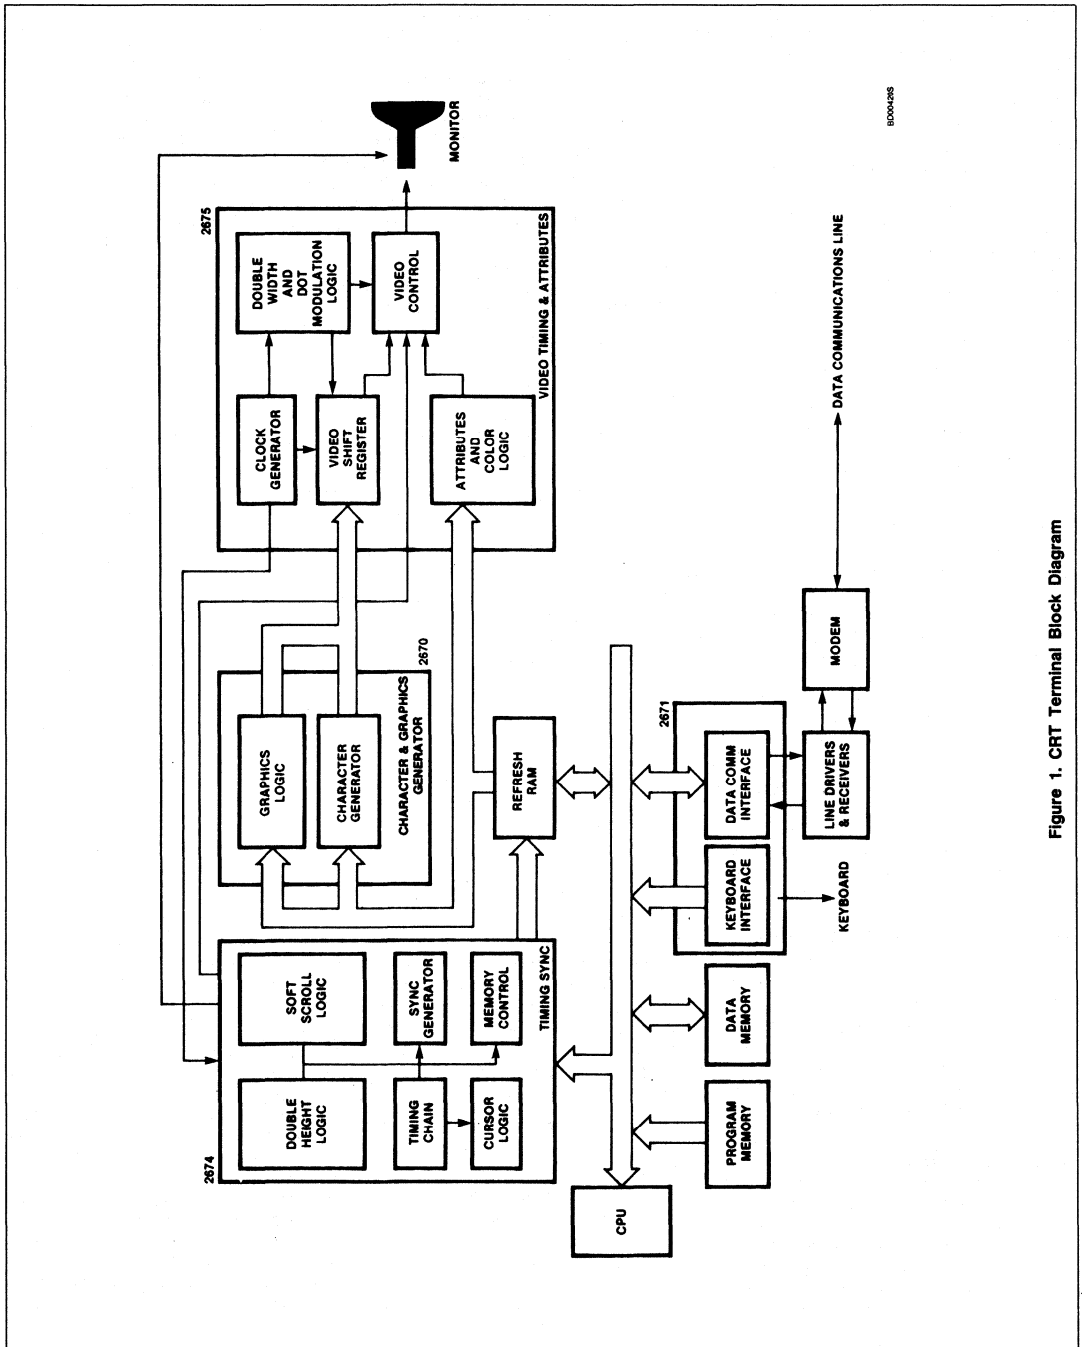 2674
DOUBLE
HEIGHT
LOGIC
SOFT
SCROLL
LOGIC
TIMING
CHAIN
SYNC
GENERATOR
CURSOR
LOGIC
MEMORY
CONTROL
TIMING SYNC
GRAPHICS
LOGIC
CHARACTER
GENERATOR
CHARACTER & GRAPHICS
GENERATOR
2670
2675
CLOCK
GENERATOR
DOUBLE
WIDTH
AND
DOT
MODULATION
LOGIC
VIDEO
SHIFT
REGISTER
VIDEO
CONTROL
ATTRIBUTES
AND
COLOR
LOGIC
VIDEO TIMING & ATTRIBUTES
MONITOR
REFRESH
RAM
CPU
PROGRAM
MEMORY
DATA
MEMORY
2671
KEYBOARD
INTERFACE
DATA COMM
INTERFACE
KEYBOARD
LINE DRIVERS
& RECEIVERS
MODEM
DATA COMMUNICATIONS LINE
BD00429S
Figure 1. CRT Terminal Block Diagram